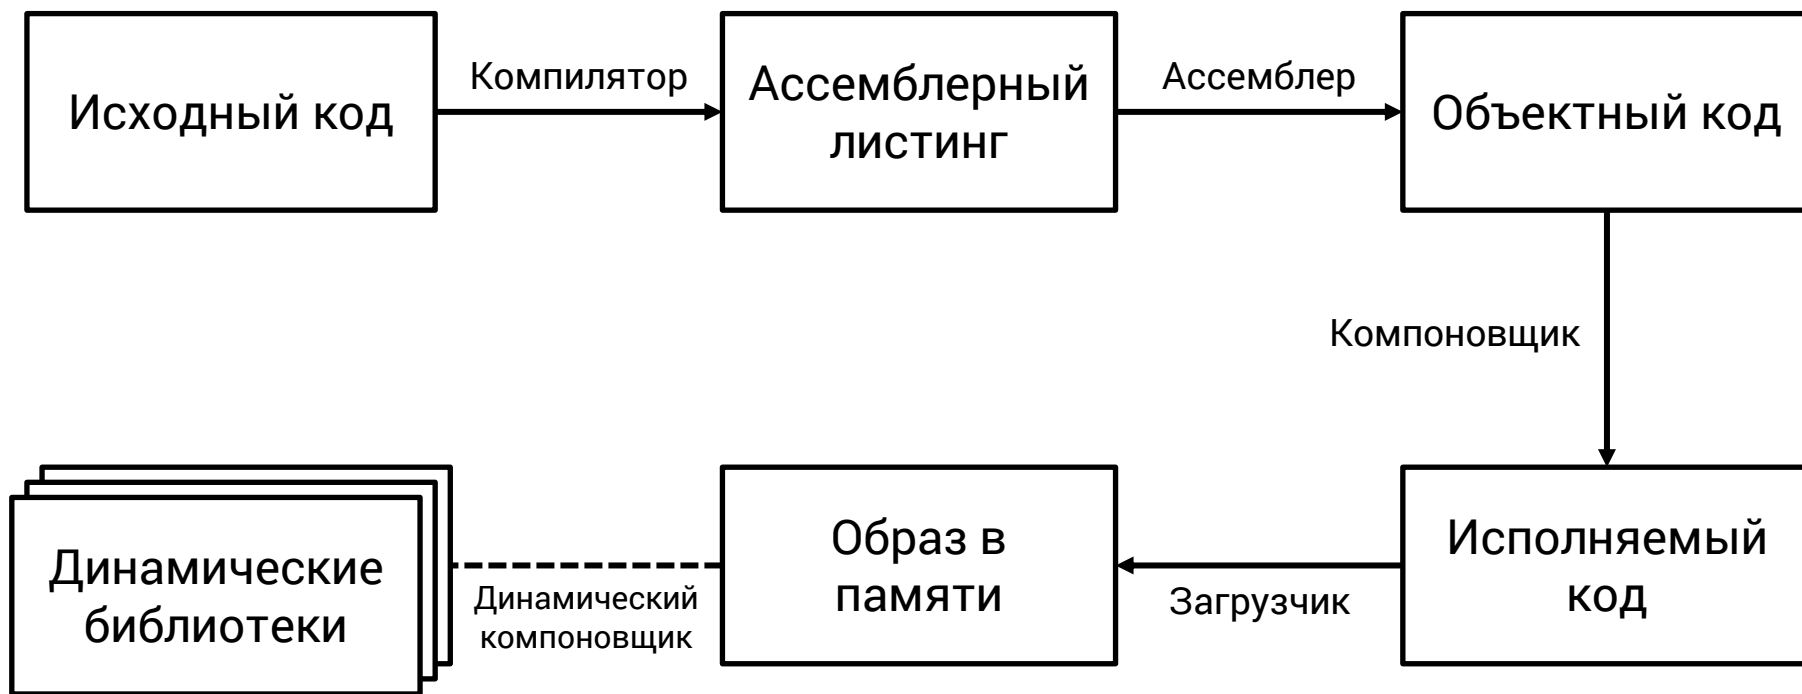 Исходный код
Компилятор
Ассемблерный
листинг
Ассемблер
Объектный код
Компоновщик
Динамические
библиотеки
Динамический
компоновщик
Образ в
памяти
Загрузчик
Исполняемый
код